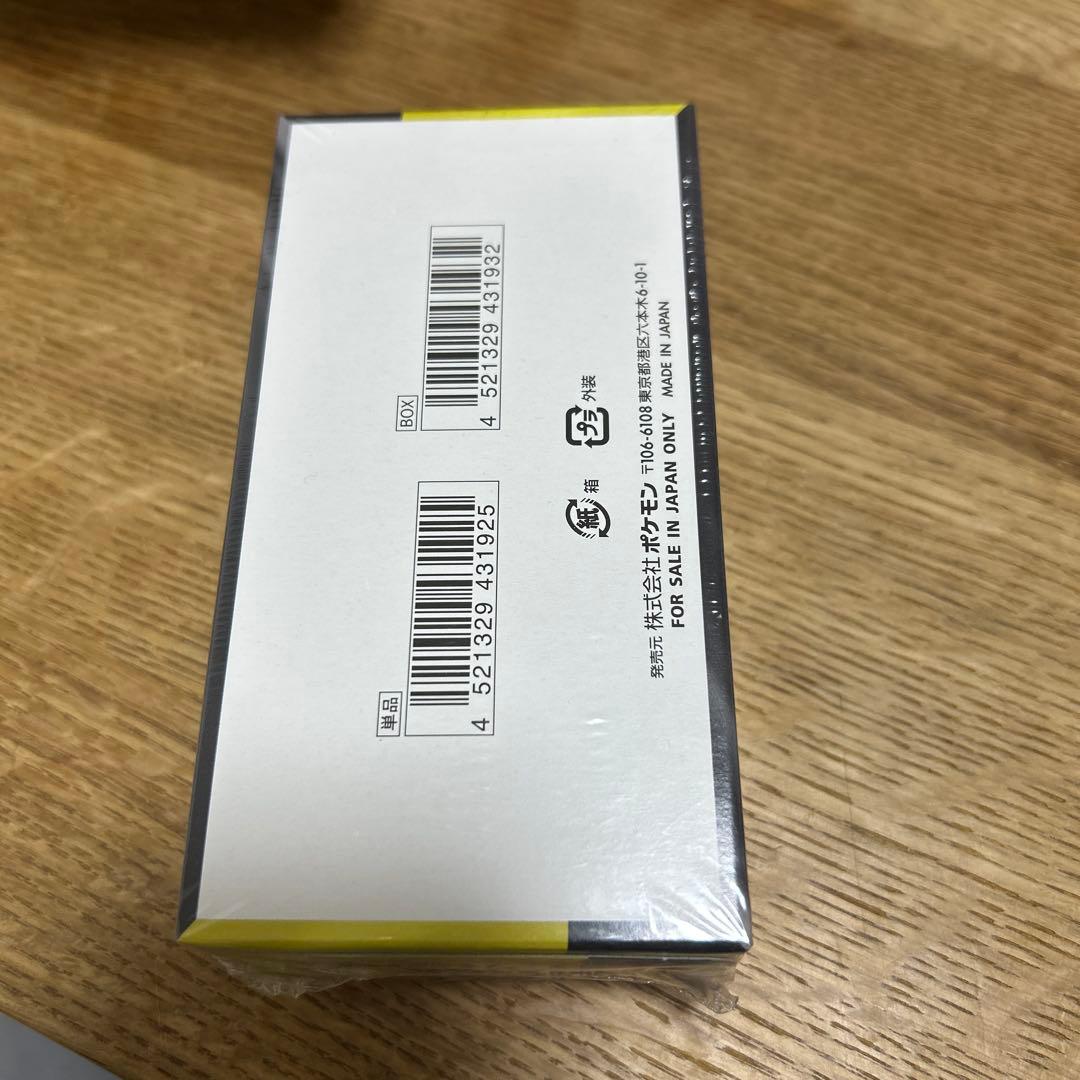 単品
4 521329 431925
BOX
4 521329 431932
紙 箱
プラ 外装
発売元 株式会社 ポケモン 〒106-6108 東京都港区六本木6-10-1
FOR SALE IN JAPAN ONLY MADE IN JAPAN